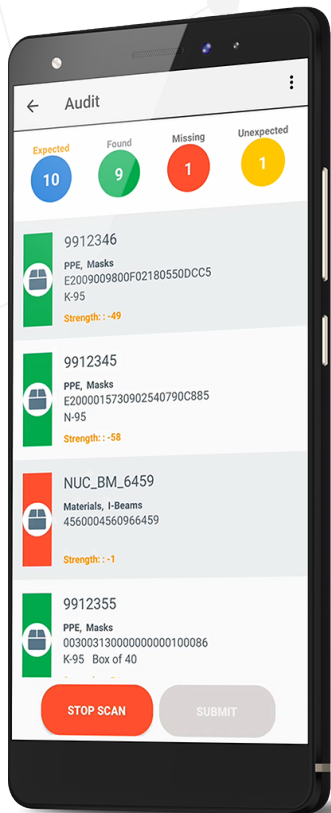 Audit
Expected
Found
Missing
Unexpected
10
9
1
1
9912346
PPE, Masks
E2009009800F02180550DCC5
K-95
Strength: : -49
9912345
PPE, Masks
E2000015730902540790C885
N-95
Strength: : -58
NUC_BM_6459
Materials, I-Beams
4560004560966459
Strength: : -1
9912355
PPE, Masks
003003130000000000100086
K-95 Box of 40
STOP SCAN
SUBMIT